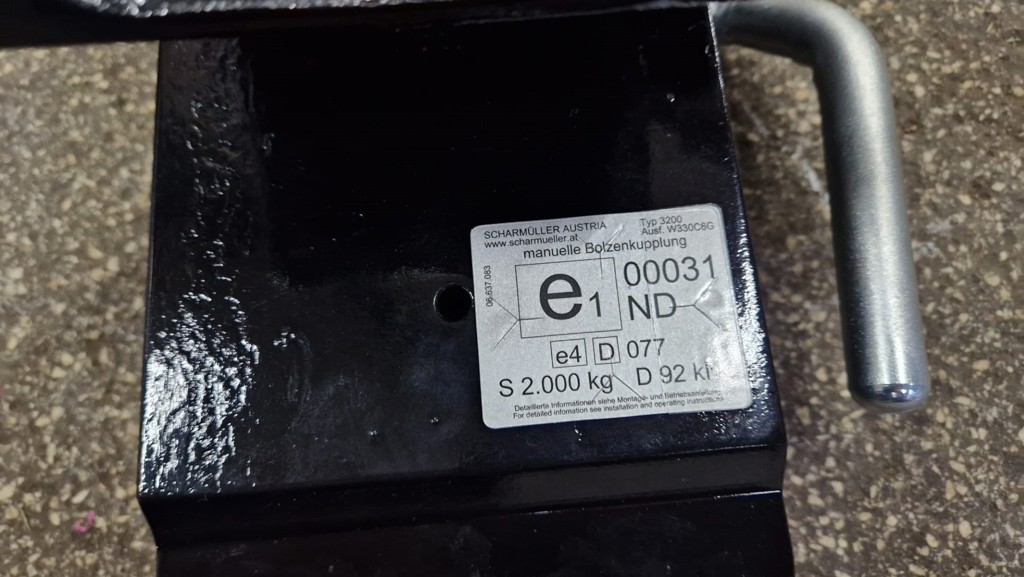 SCHARMÜLLER AUSTRIA Typ 3200
www.scharmueller.at Ausf. W330C6G
manuelle Bolzenkupplung
06.637.083
e1 00031
ND
e4 D 077
S 2.000 kg D 92 k
Detaillierte Informationen siehe Montage- und Betriebsanleitung
For detailed infomation see installation and operating instructions